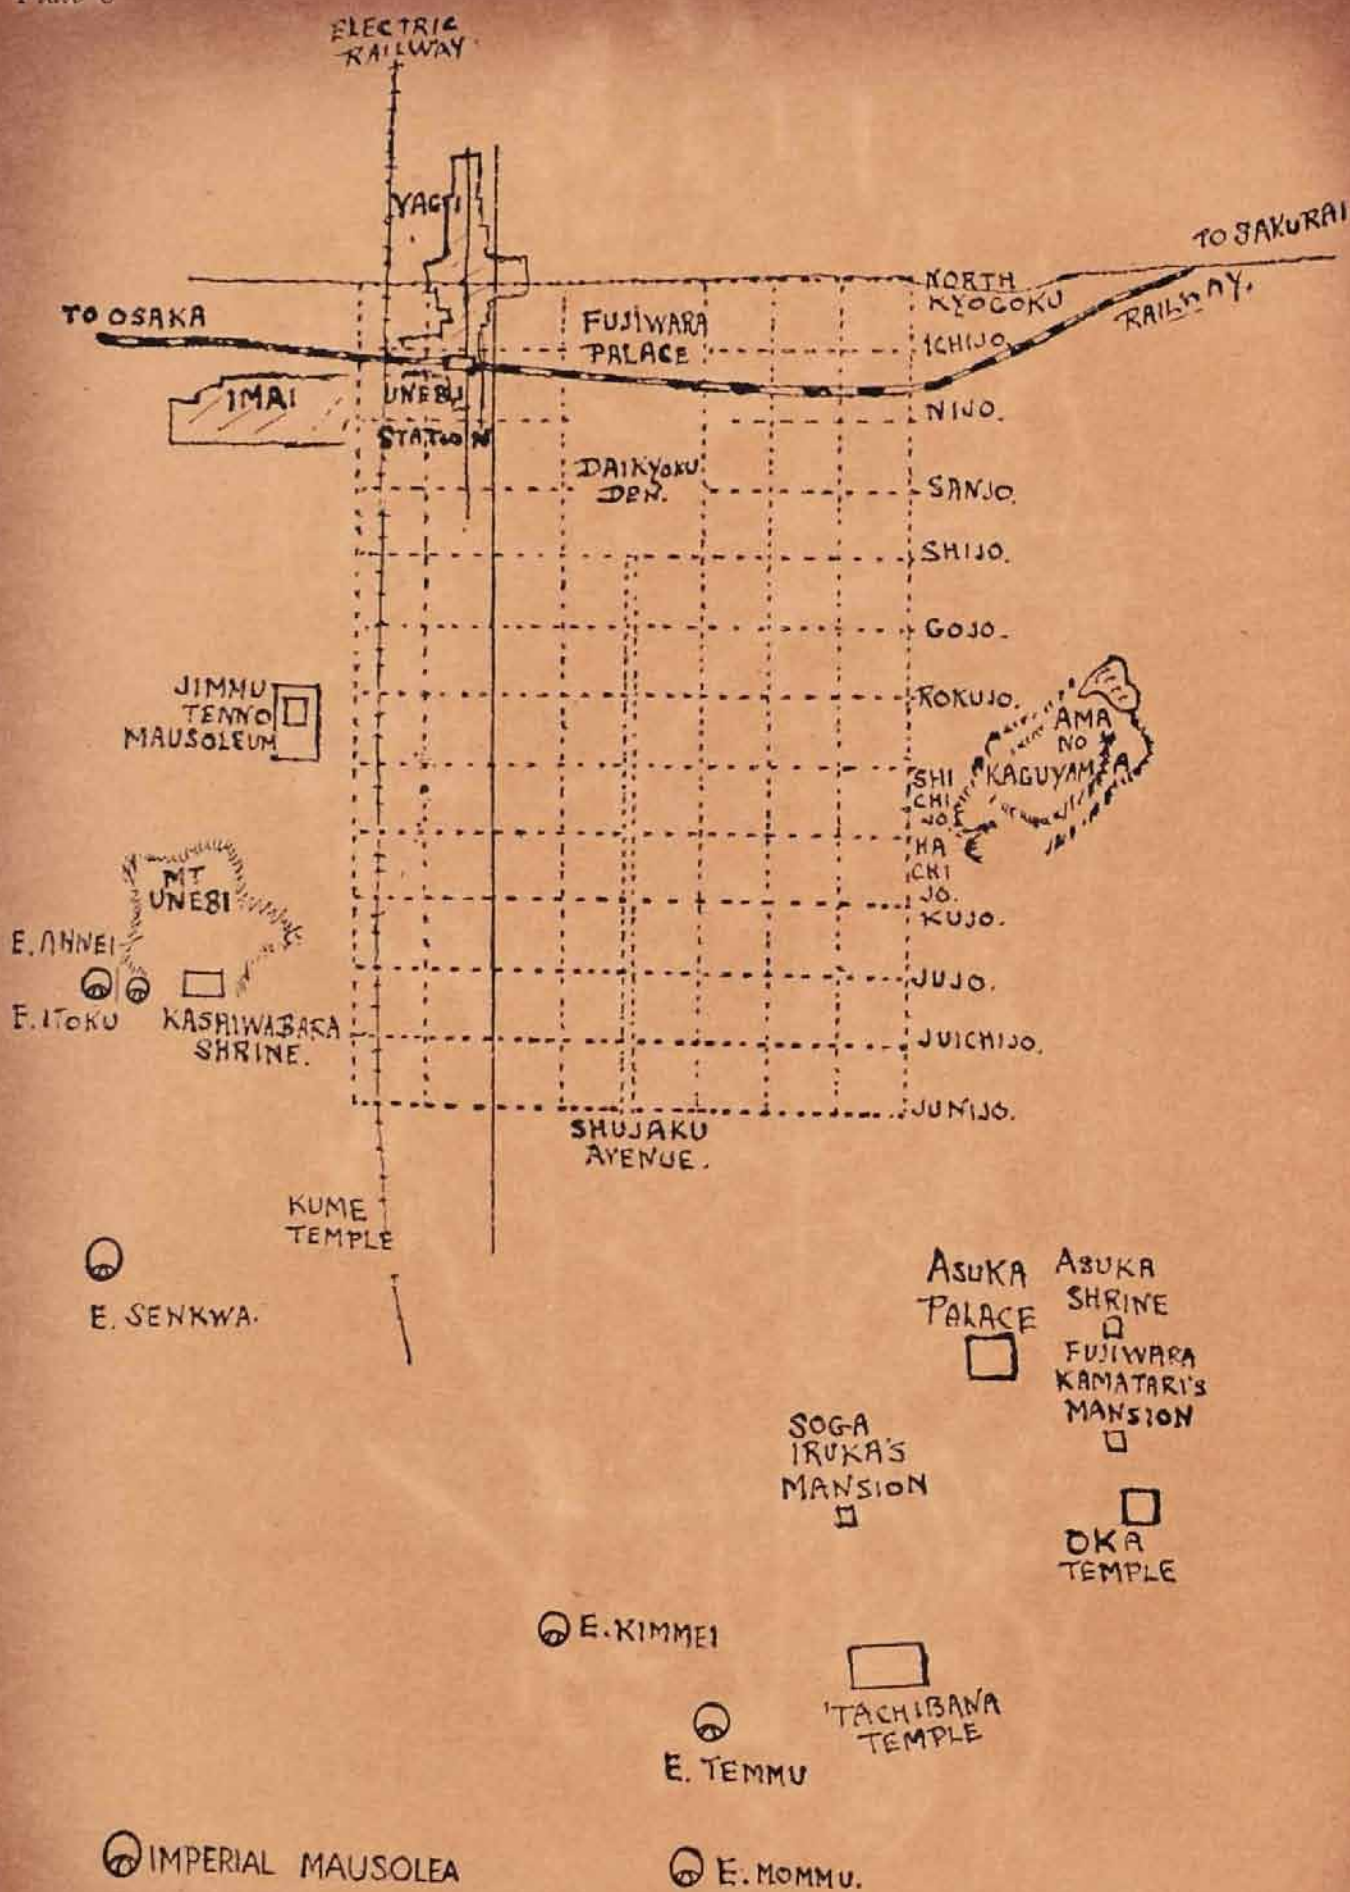 ELECTRIC
RAILWAY.
YAGI
TO SAKURAI
RAILWAY.
NORTH
KYOGOKU
TO OSAKA
FUJIWARA
PALACE
ICHIJO
IMAI
UNEBI
STATION
NIJO.
DAIKYOKU
DEN.
SANJO.
SHIJO.
GOJO.
ROKUJO.
JIMMU
TENNO
MAUSOLEUM
AMA
NO
KAGUYAMA
SHI
CHI
JO.
HA
CHI
JO.
KUJO.
MT
UNEBI
E. ANNEI
E. ITOKU
KASHIWABARA
SHRINE.
JUJO.
JUICHIJO.
JUNIJO.
SHUJAKU
AVENUE.
KUME
TEMPLE
E. SENKWA.
ASUKA
PALACE
ASUKA
SHRINE
FUJIWARA
KAMATARI'S
MANSION
SOGA
IRUKA'S
MANSION
OKA
TEMPLE
E. KIMMEI
'TACHIBANA
TEMPLE
E. TEMMU
IMPERIAL MAUSOLEA
E. MOMMU.